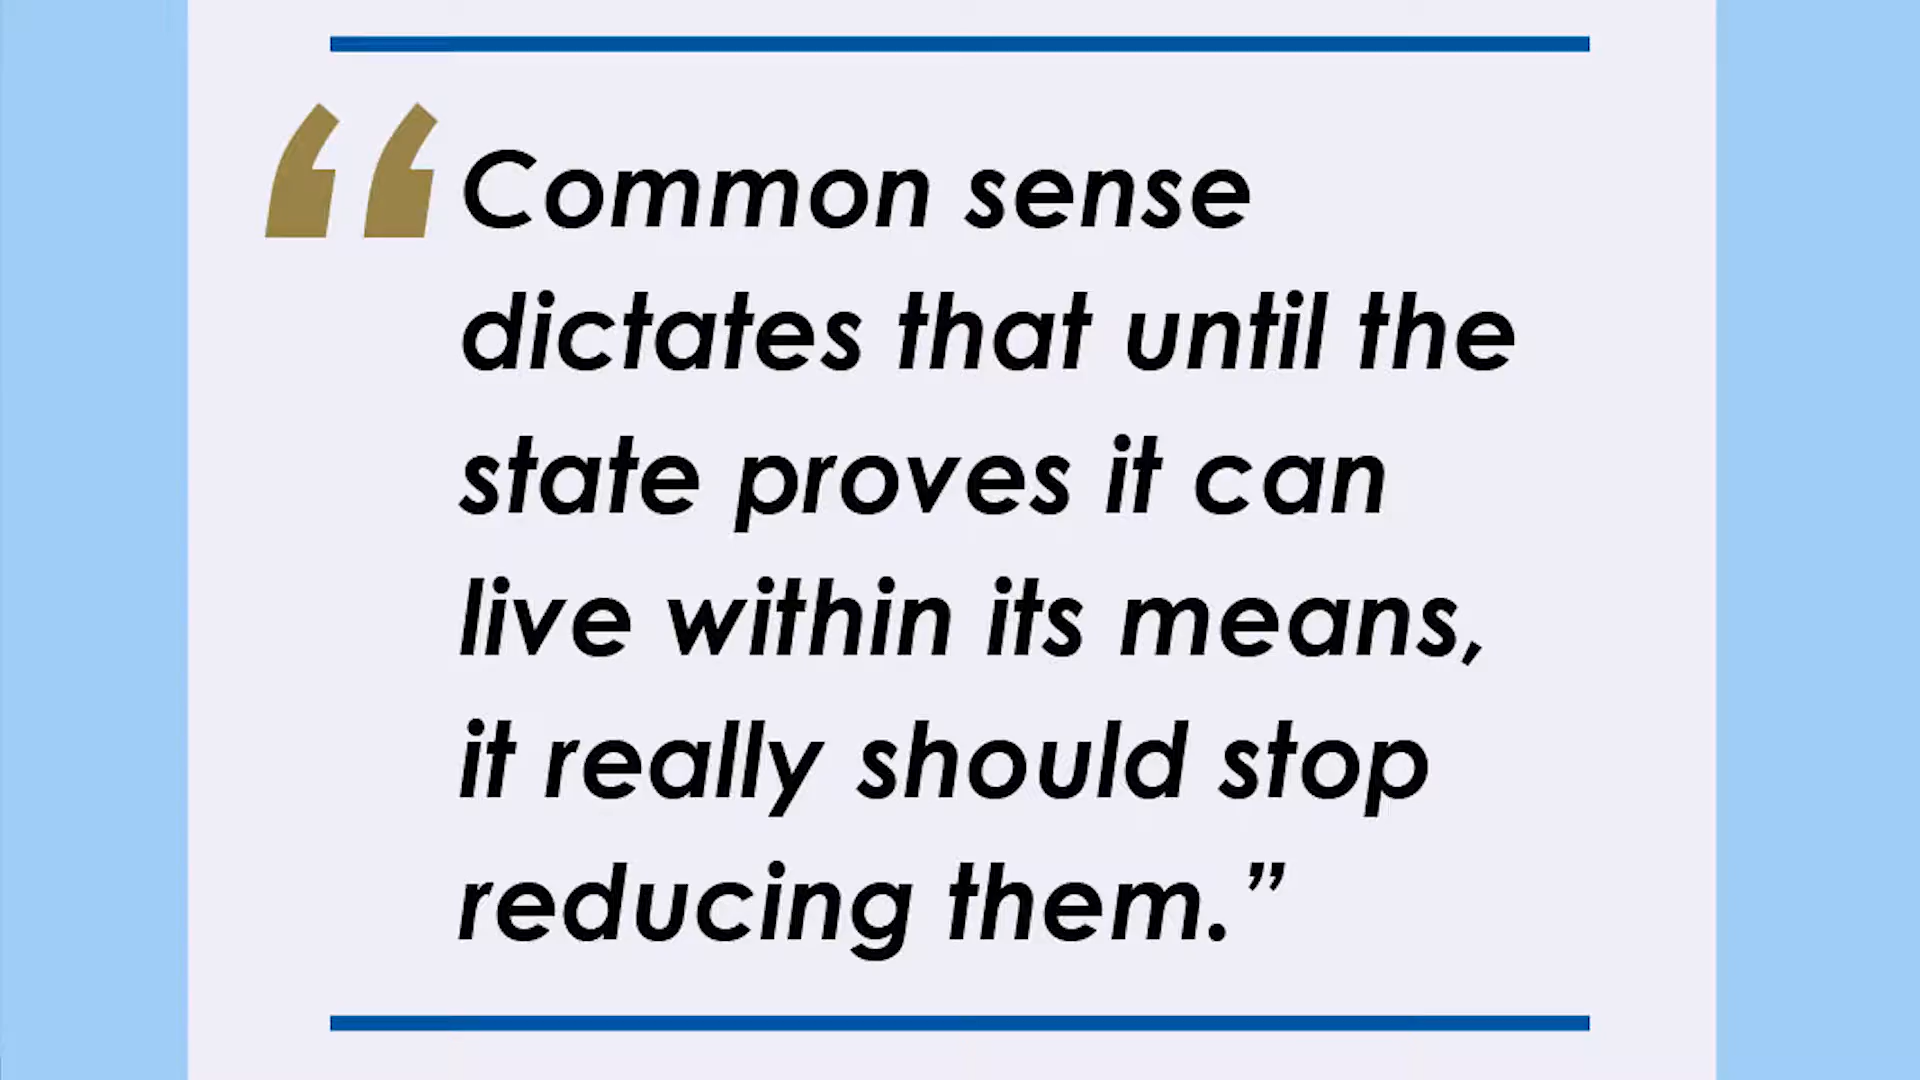 “Common sense
dictates that until the
state proves it can
live within its means,
it really should stop
reducing them.”